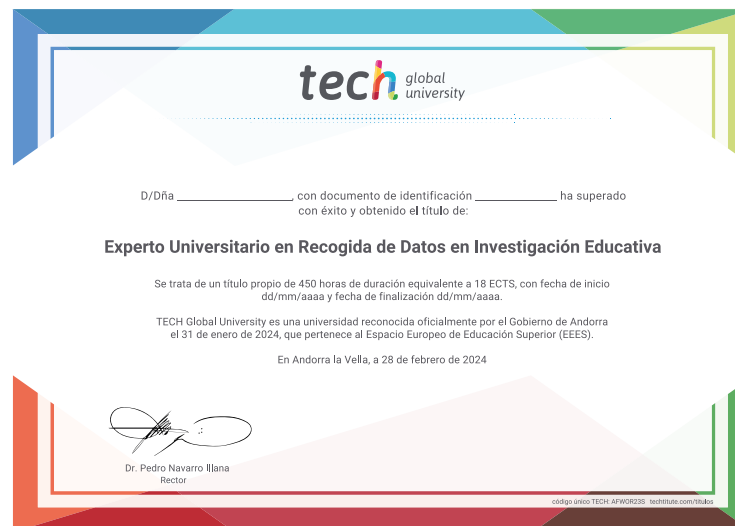 tech global university
D/Dña ____________________, con documento de identificación ______________ ha superado
con éxito y obtenido el título de:
Experto Universitario en Recogida de Datos en Investigación Educativa
Se trata de un título propio de 450 horas de duración equivalente a 18 ECTS, con fecha de inicio
dd/mm/aaaa y fecha de finalización dd/mm/aaaa.
TECH Global University es una universidad reconocida oficialmente por el Gobierno de Andorra
el 31 de enero de 2024, que pertenece al Espacio Europeo de Educación Superior (EEES).
En Andorra la Vella, a 28 de febrero de 2024
Dr. Pedro Navarro Illana
Rector
código único TECH: AFWOR23S techtitute.com/titulos